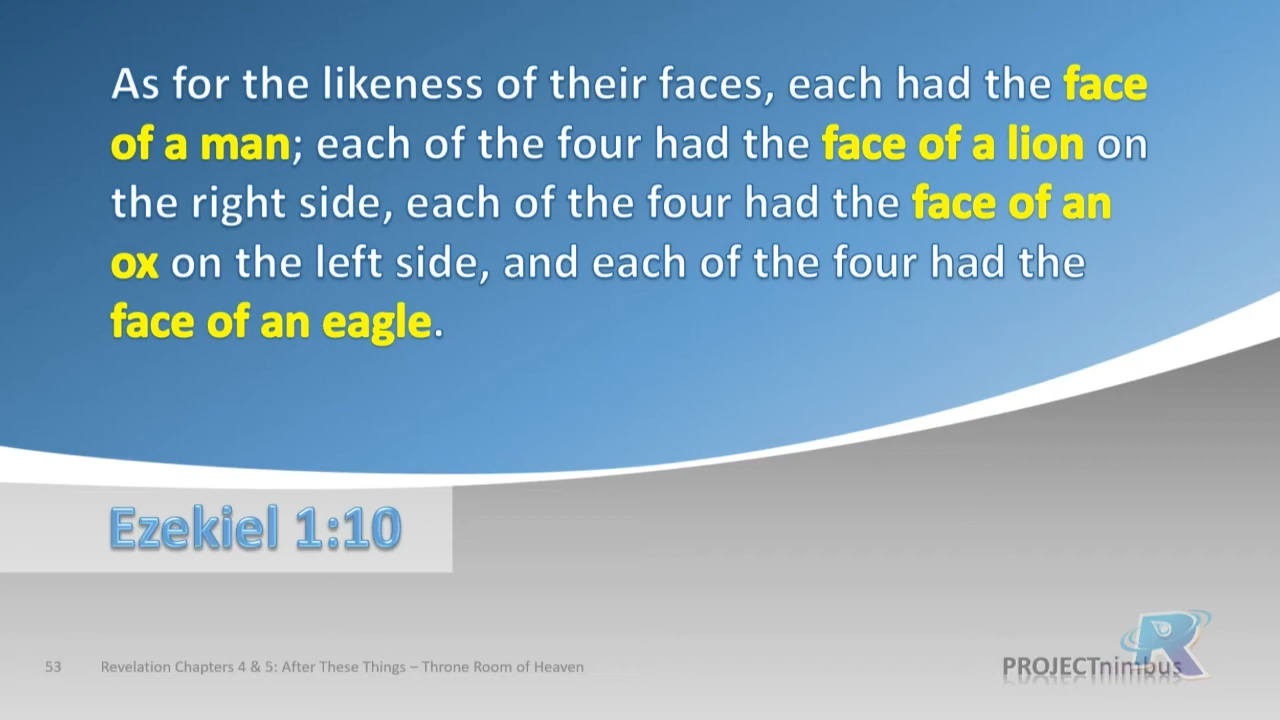 As for the likeness of their faces, each had the face
of a man; each of the four had the face of a lion on
the right side, each of the four had the face of an
ox on the left side, and each of the four had the
face of an eagle.
Ezekiel 1:10
53 Revelation Chapters 4 & 5: After These Things – Throne Room of Heaven
PROJECTnimbus
R